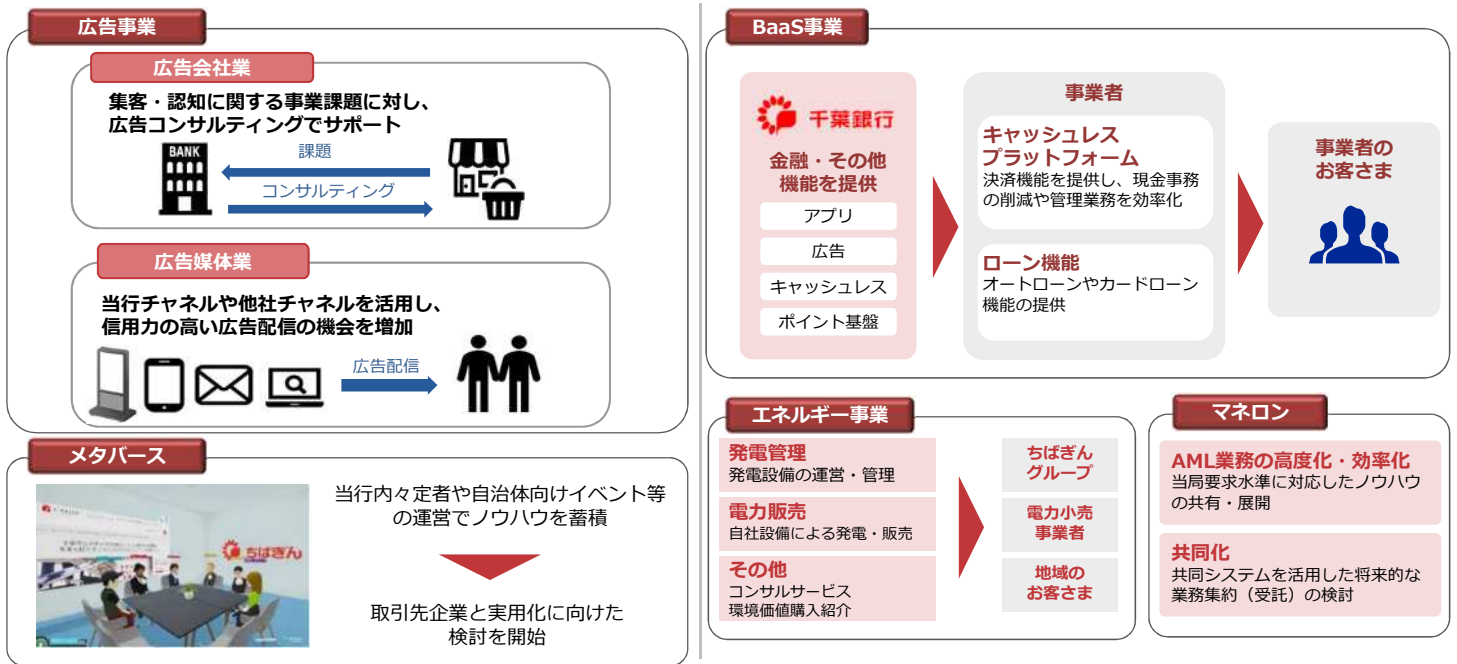 広告事業
広告会社業
集客・認知に関する事業課題に対し、
広告コンサルティングでサポート
BANK
課題
コンサルティング
広告媒体業
当行チャネルや他社チャネルを活用し、
信用力の高い広告配信の機会を増加
広告配信
メタバース
ちばぎん
当行内々定者や自治体向けイベント等
の運営でノウハウを蓄積
取引先企業と実用化に向けた
検討を開始
BaaS事業
千葉銀行
金融・その他
機能を提供
アプリ
広告
キャッシュレス
ポイント基盤
事業者
キャッシュレス
プラットフォーム
決済機能を提供し、現金事務
の削減や管理業務を効率化
ローン機能
オートローンやカードローン
機能の提供
事業者の
お客さま
エネルギー事業
発電管理
発電設備の運営・管理
電力販売
自社設備による発電・販売
その他
コンサルサービス
環境価値購入紹介
ちばぎん
グループ
電力小売
事業者
地域の
お客さま
マネロン
AML業務の高度化・効率化
当局要求水準に対応したノウハウ
の共有・展開
共同化
共同システムを活用した将来的な
業務集約（受託）の検討